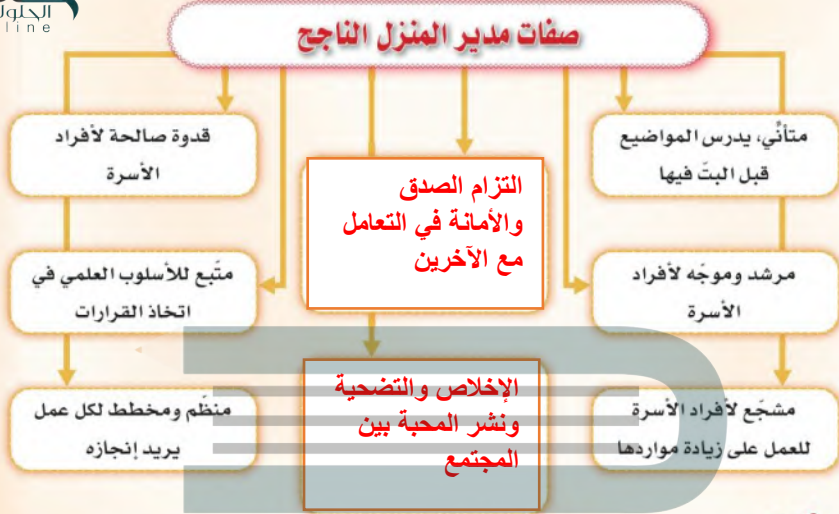 الحلول
line
صفات مدير المنزل الناجح
متأنِّي، يدرس المواضيع
قبل البتّ فيها
مرشد وموجّه لأفراد
الأسرة
مشجّع لأفراد الأسرة
للعمل على زيادة مواردها
التزام الصدق
والأمانة في التعامل
مع الآخرين
الإخلاص والتضحية
ونشر المحبة بين
المجتمع
قدوة صالحة لأفراد
الأسرة
متّبع للأسلوب العلمي في
اتخاذ القرارات
منظّم ومخطط لكل عمل
يريد إنجازه